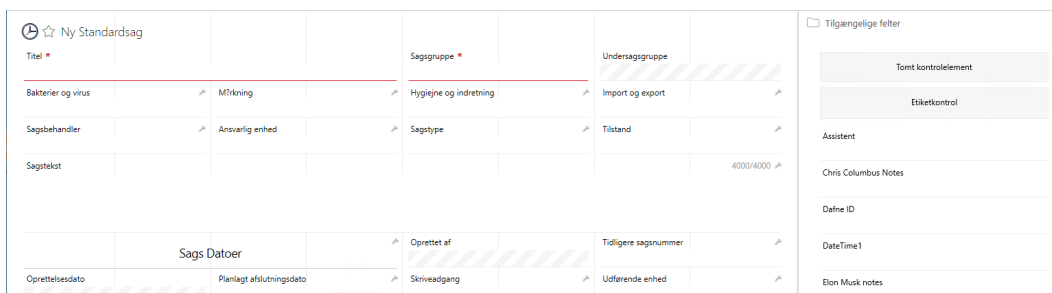 Ny Standardsag
Titel *
Sagsgruppe *
Undersagsgruppe
Bakterier og virus
M?rkning
Hygiejne og indretning
Import og export
Sagsbehandler
Ansvarlig enhed
Sagstype
Tilstand
Sagstekst
4000/4000
Sags Datoer
Oprettet af
Tidligere sagsnummer
Oprettelsesdato
Planlagt afslutningsdato
Skriveadgang
Udførende enhed
Tilgængelige felter
Tomt kontrolelement
Etiketkontrol
Assistent
Chris Columbus Notes
Dafne ID
DateTime1
Elon Musk notes